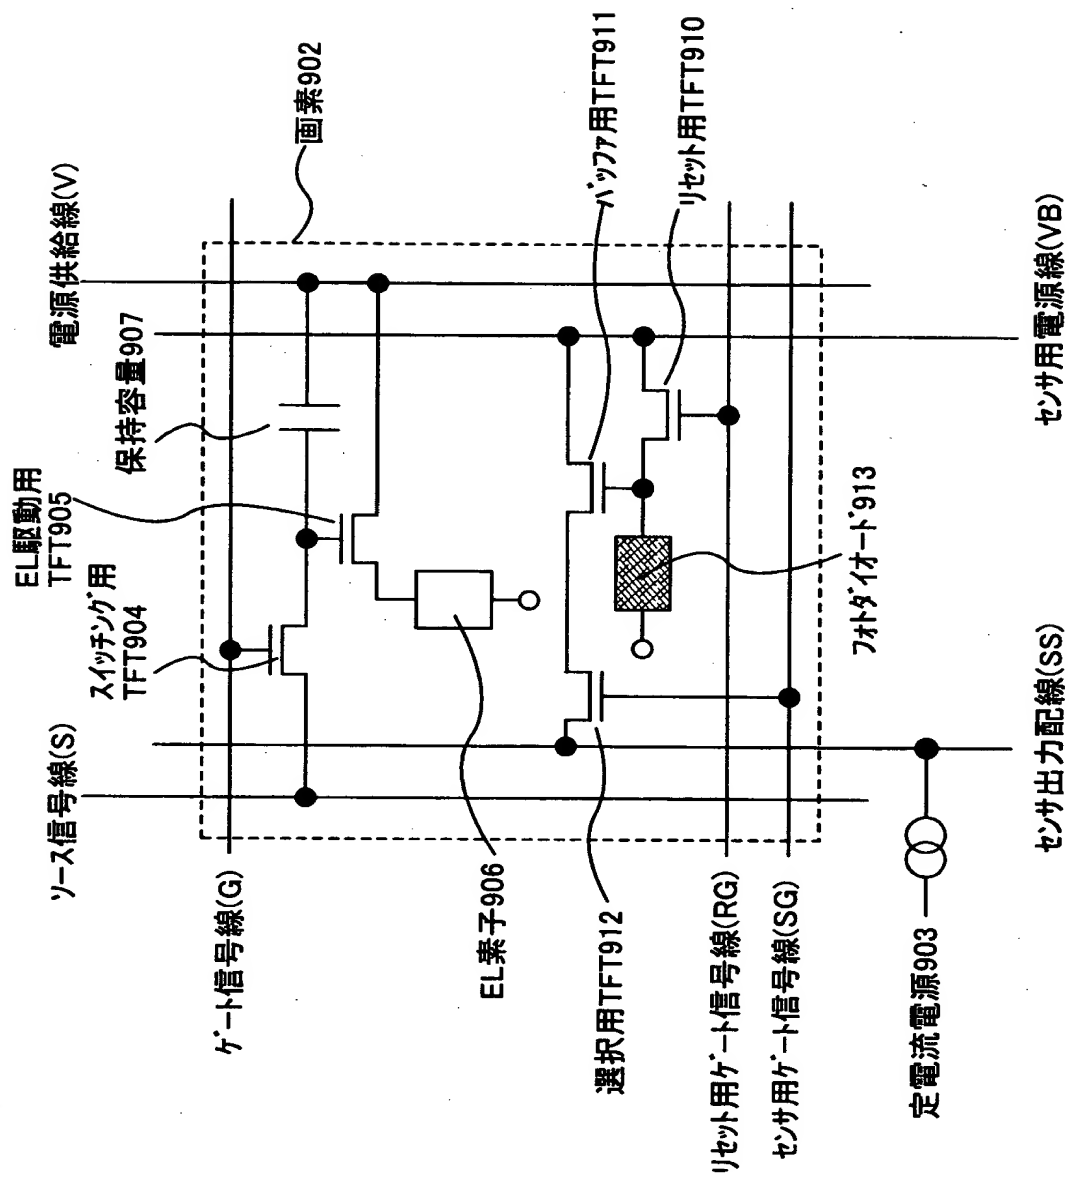 ソース信号線(S)
電源供給線(V)
ゲート信号線(G)
スイッチング用
TFT904
EL駆動用
TFT905
保持容量907
画素902
EL素子906
選択用TFT912
バッファ用TFT911
リセット用TFT910
リセット用ゲート信号線(RG)
センサ用ゲート信号線(SG)
フォトダイオード913
定電流電源903
センサ出力配線(SS)
センサ用電源線(VB)